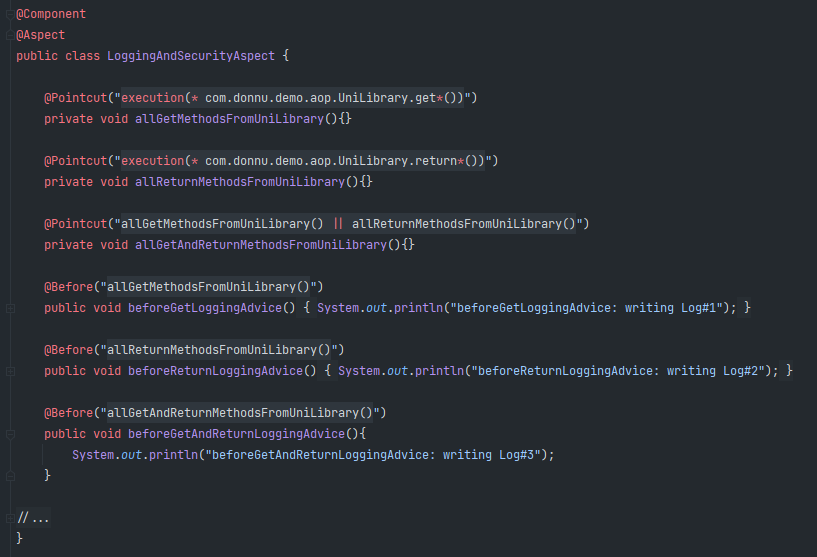 @Component
@Aspect
public class LoggingAndSecurityAspect {
@Pointcut("execution(* com.donnu.demo.aop.UniLibrary.get*())")
private void allGetMethodsFromUniLibrary(){}
@Pointcut("execution(* com.donnu.demo.aop.UniLibrary.return*())")
private void allReturnMethodsFromUniLibrary(){}
@Pointcut("allGetMethodsFromUniLibrary() || allReturnMethodsFromUniLibrary()")
private void allGetAndReturnMethodsFromUniLibrary(){}
@Before("allGetMethodsFromUniLibrary()")
public void beforeGetLoggingAdvice() { System.out.println("beforeGetLoggingAdvice: writing Log#1"); }
@Before("allReturnMethodsFromUniLibrary()")
public void beforeReturnLoggingAdvice() { System.out.println("beforeReturnLoggingAdvice: writing Log#2"); }
@Before("allGetAndReturnMethodsFromUniLibrary()")
public void beforeGetAndReturnLoggingAdvice(){
System.out.println("beforeGetAndReturnLoggingAdvice: writing Log#3");
}
//...
}